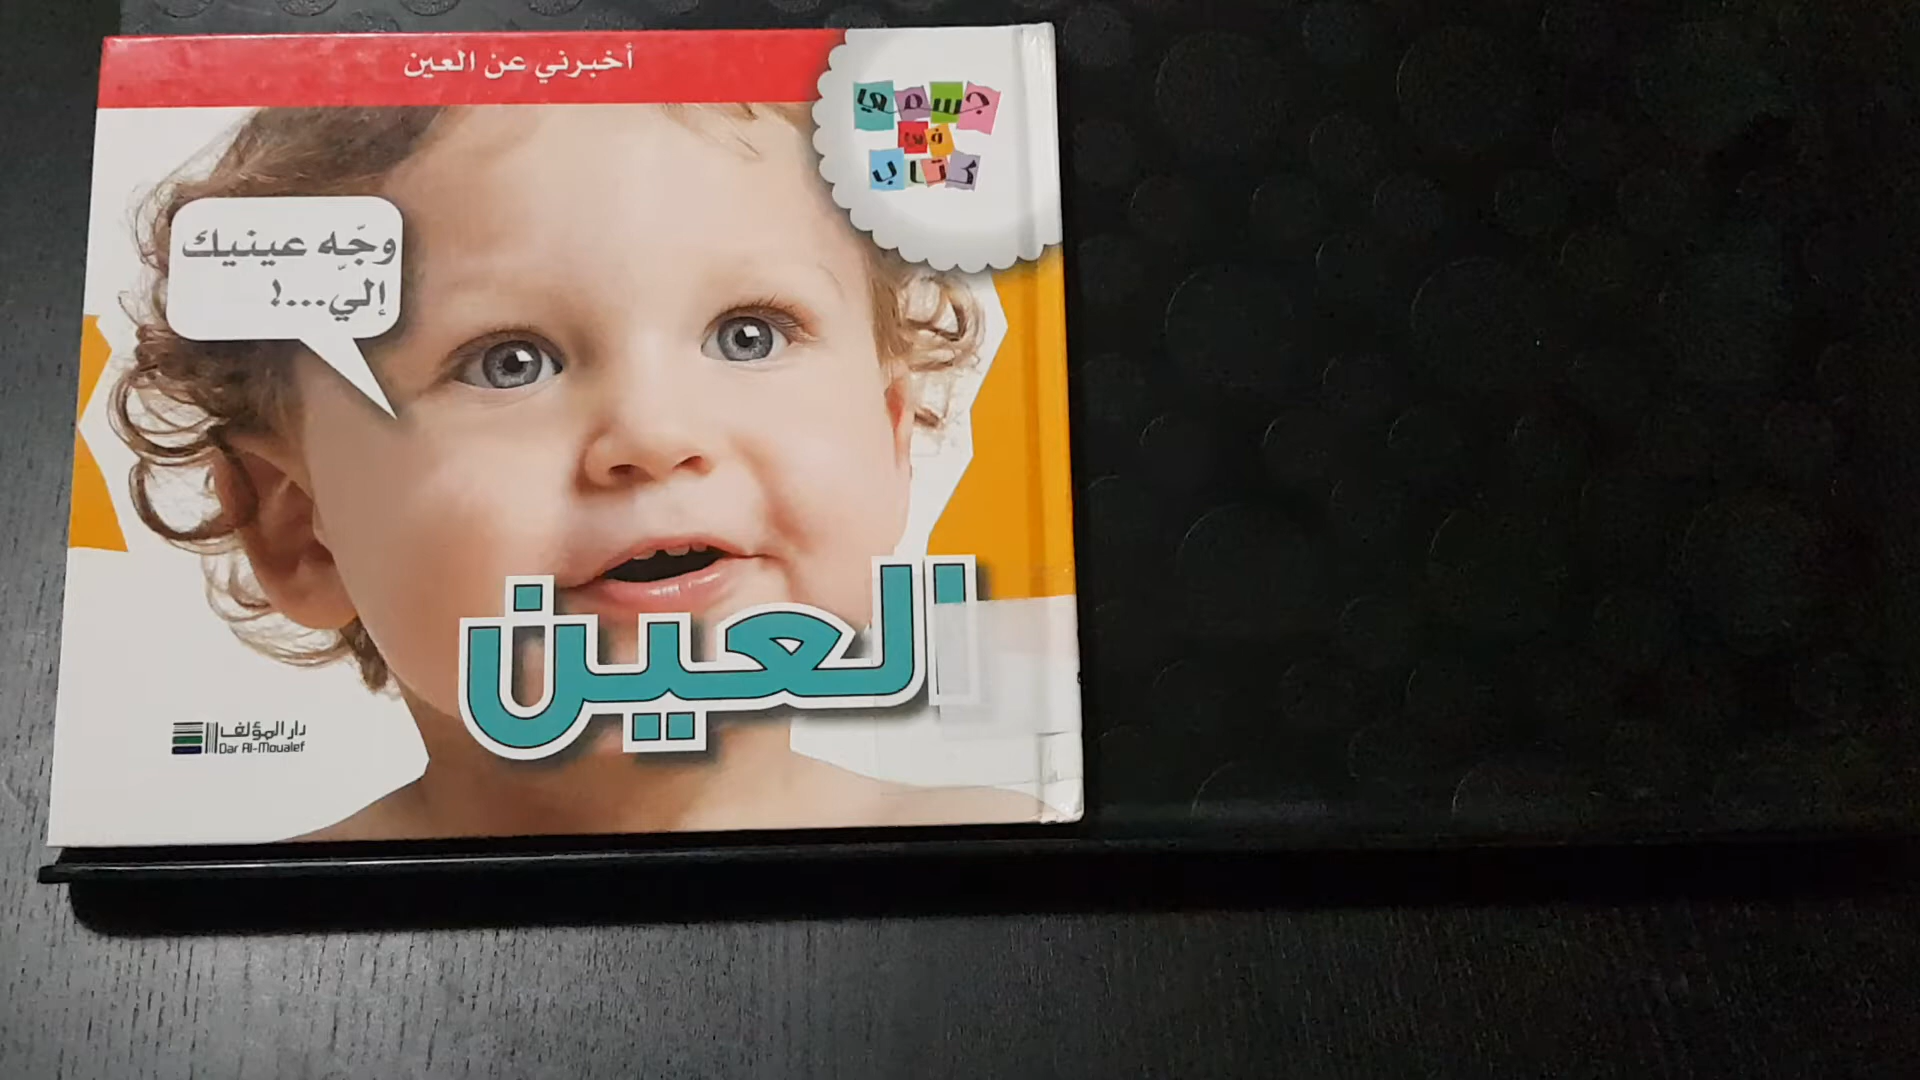 أخبرني عن العين
جسمي
في
كتاب
وجّه عينيك
إليّ...!
العين
دار المؤلف
Dar Al-Moualef